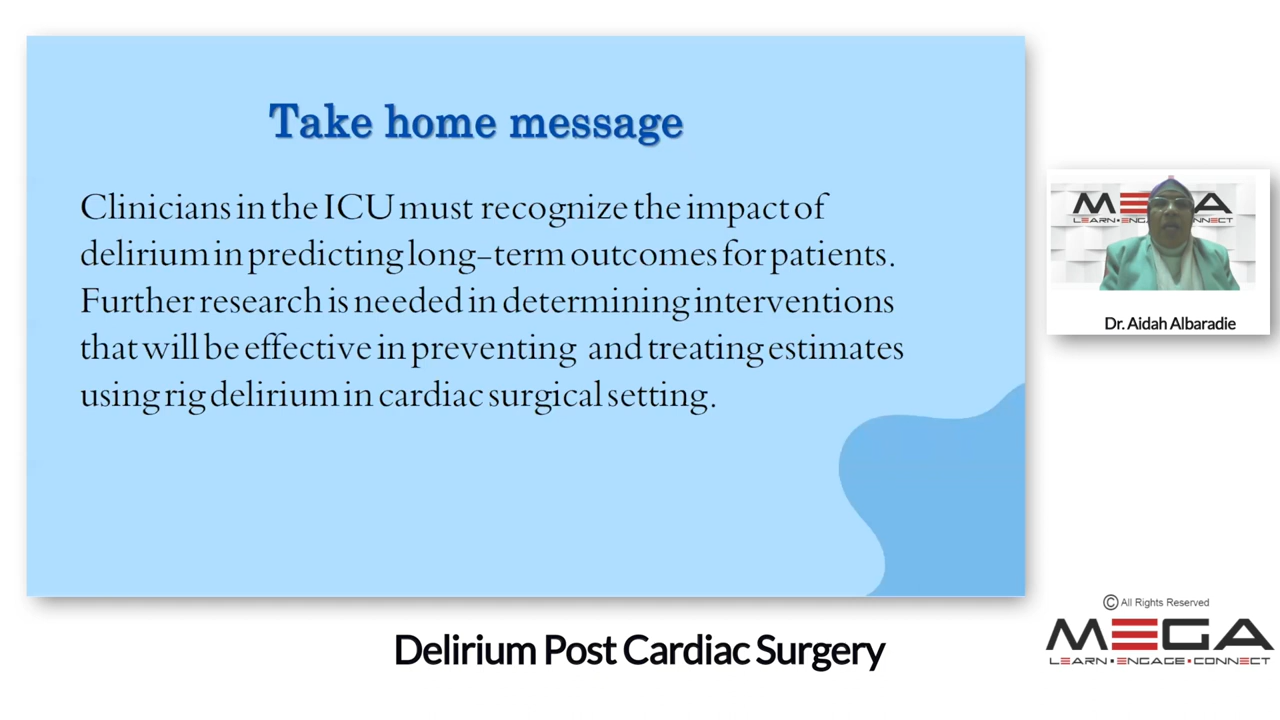 Take home message
Clinicians in the ICU must recognize the impact of
delirium in predicting long-term outcomes for patients.
Further research is needed in determining interventions
that will be effective in preventing and treating estimates
using rig delirium in cardiac surgical setting.
MEGA
LEARN-ENGAGE-CONNECT
Dr. Aidah Albaradie
Delirium Post Cardiac Surgery
© All Rights Reserved
MEGA
LEARN▪ENGAGE▪CONNECT